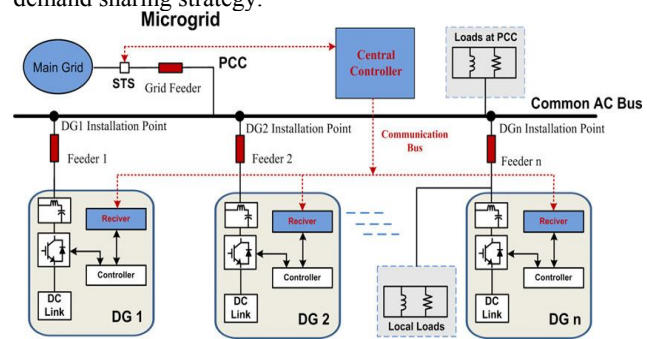 demand sharing strategy.
Microgrid
Main Grid
STS
Grid Feeder
PCC
Central
Controller
Loads at PCC
Common AC Bus
DG1 Installation Point
DG2 Installation Point
DGn Installation Point
Communication
Bus
Feeder 1
Feeder 2
Feeder n
Reciver
Controller
DC
Link
DG 1
Reciver
Controller
DC
Link
DG 2
Local Loads
Reciver
Controller
DC
Link
DG n